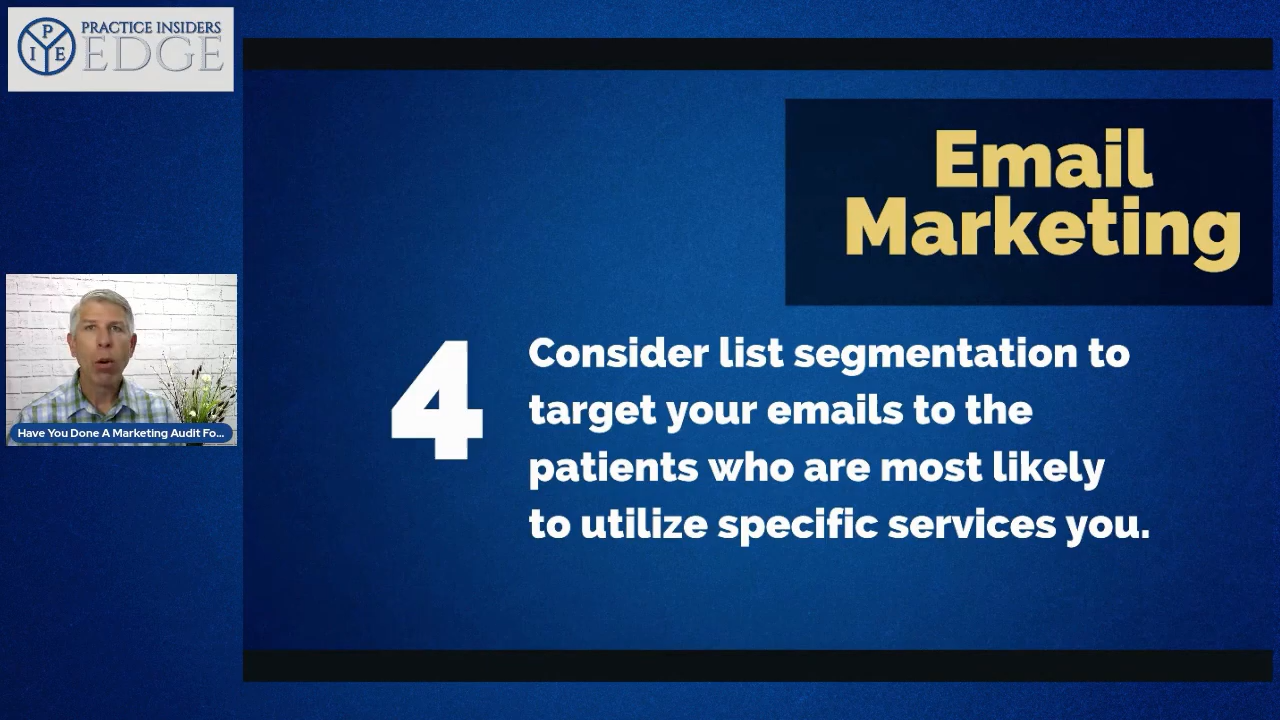 PRACTICE INSIDERS
EDGE
P
I E
Email
Marketing
4
Consider list segmentation to
target your emails to the
patients who are most likely
to utilize specific services you.
Have You Done A Marketing Audit Fo...